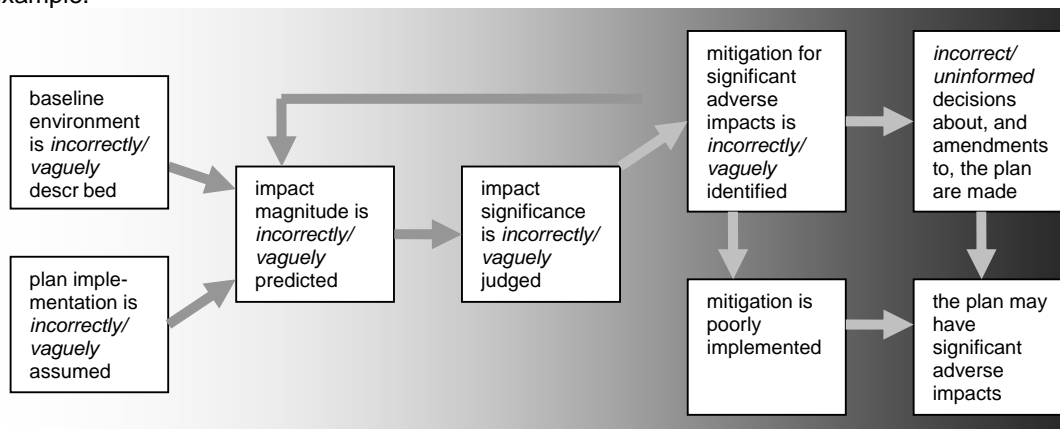 example:
baseline
environment
is incorrectly/
vaguely
descr bed
plan imple-
mentation is
incorrectly/
vaguely
assumed
impact
magnitude is
incorrectly/
vaguely
predicted
impact
significance
is incorrectly/
vaguely
judged
mitigation for
significant
adverse
impacts is
incorrectly/
vaguely
identified
incorrect/
uninformed
decisions
about, and
amendments
to, the plan
are made
mitigation is
poorly
implemented
the plan may
have
significant
adverse
impacts